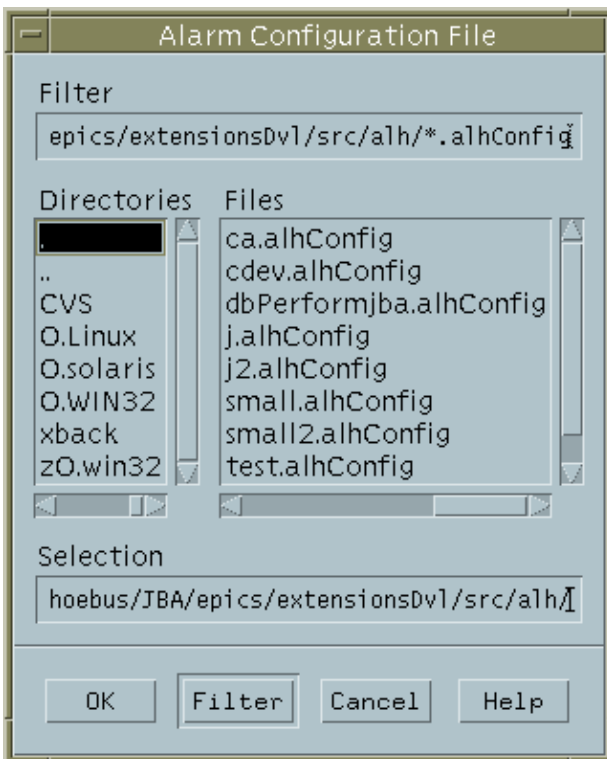 Alarm Configuration File
Filter
epics/extensionsDvl/src/alh/*.alhConfig
Directories
Files
.
..
CVS
O.Linux
O.solaris
O.WIN32
xback
zO.win32
ca.alhConfig
cdev.alhConfig
dbPerformjba.alhConfig
j.alhConfig
j2.alhConfig
small.alhConfig
small2.alhConfig
test.alhConfig
Selection
hoebus/JBA/epics/extensionsDvl/src/alh/
OK
Filter
Cancel
Help